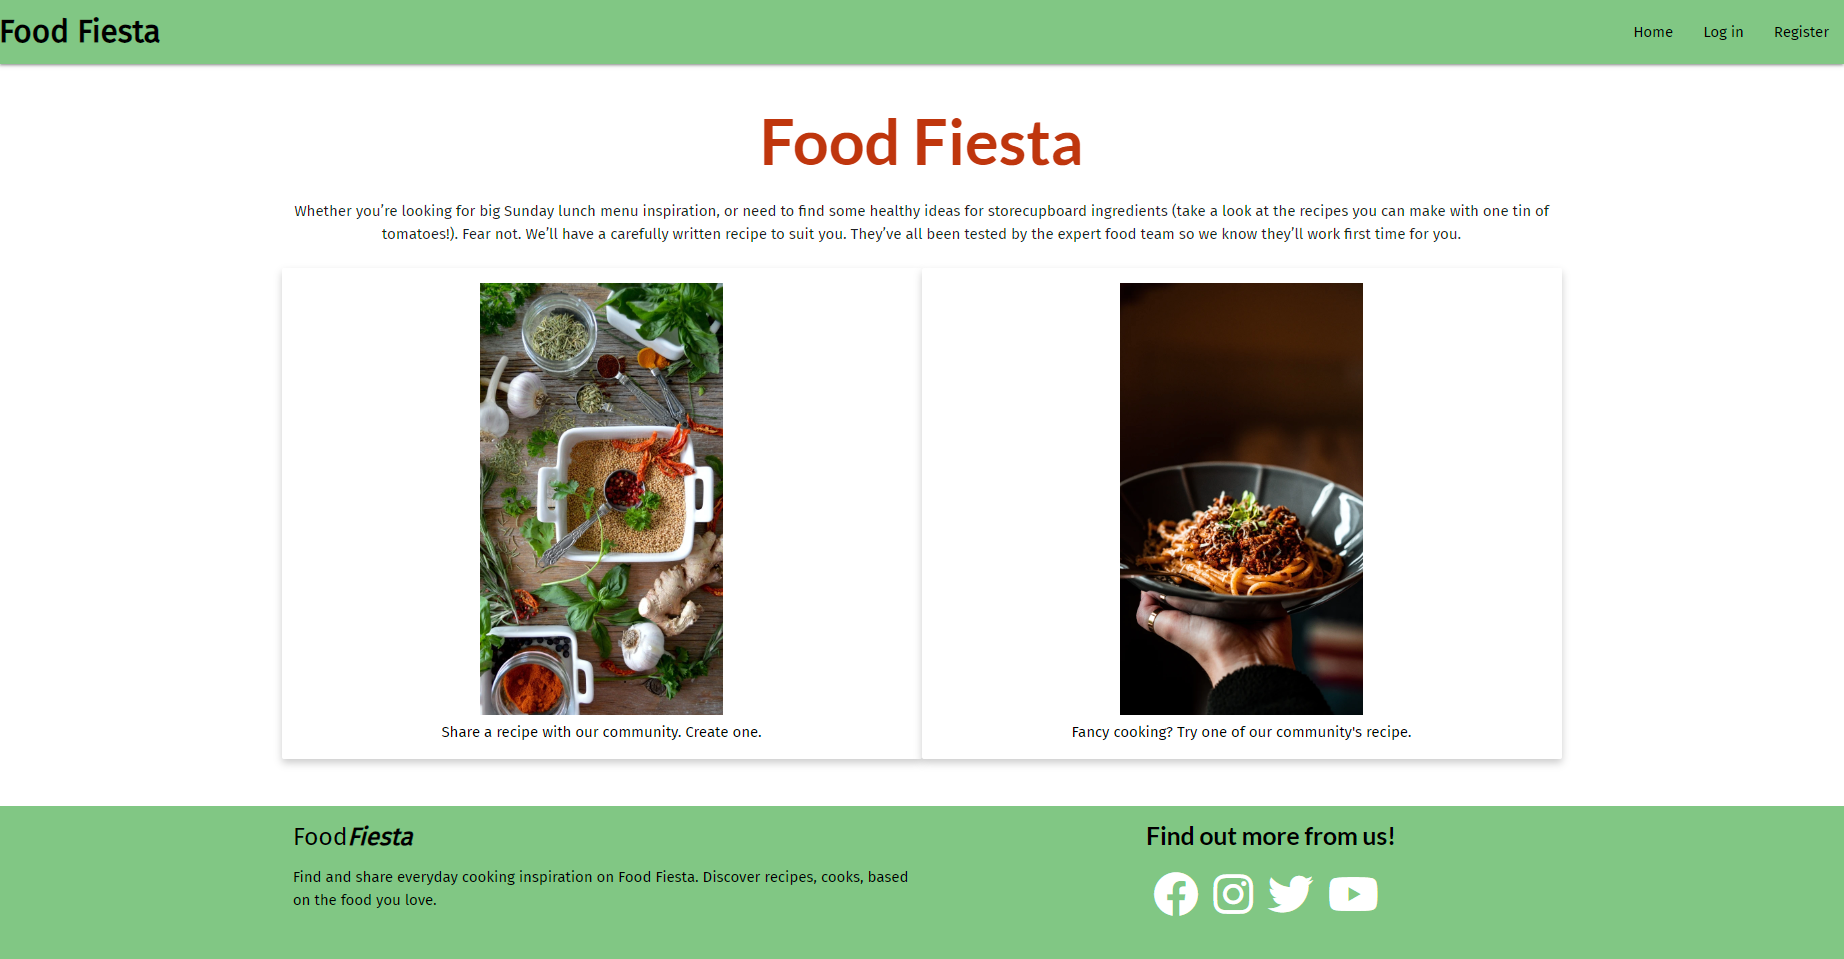 Food Fiesta
Home
Log in
Register
Food Fiesta
Whether you’re looking for big Sunday lunch menu inspiration, or need to find some healthy ideas for storecupboard ingredients (take a look at the recipes you can make with one tin of
tomatoes!). Fear not. We’ll have a carefully written recipe to suit you. They’ve all been tested by the expert food team so we know they’ll work first time for you.
Share a recipe with our community. Create one.
Fancy cooking? Try one of our community's recipe.
FoodFiesta
Find and share everyday cooking inspiration on Food Fiesta. Discover recipes, cooks, based
on the food you love.
Find out more from us!